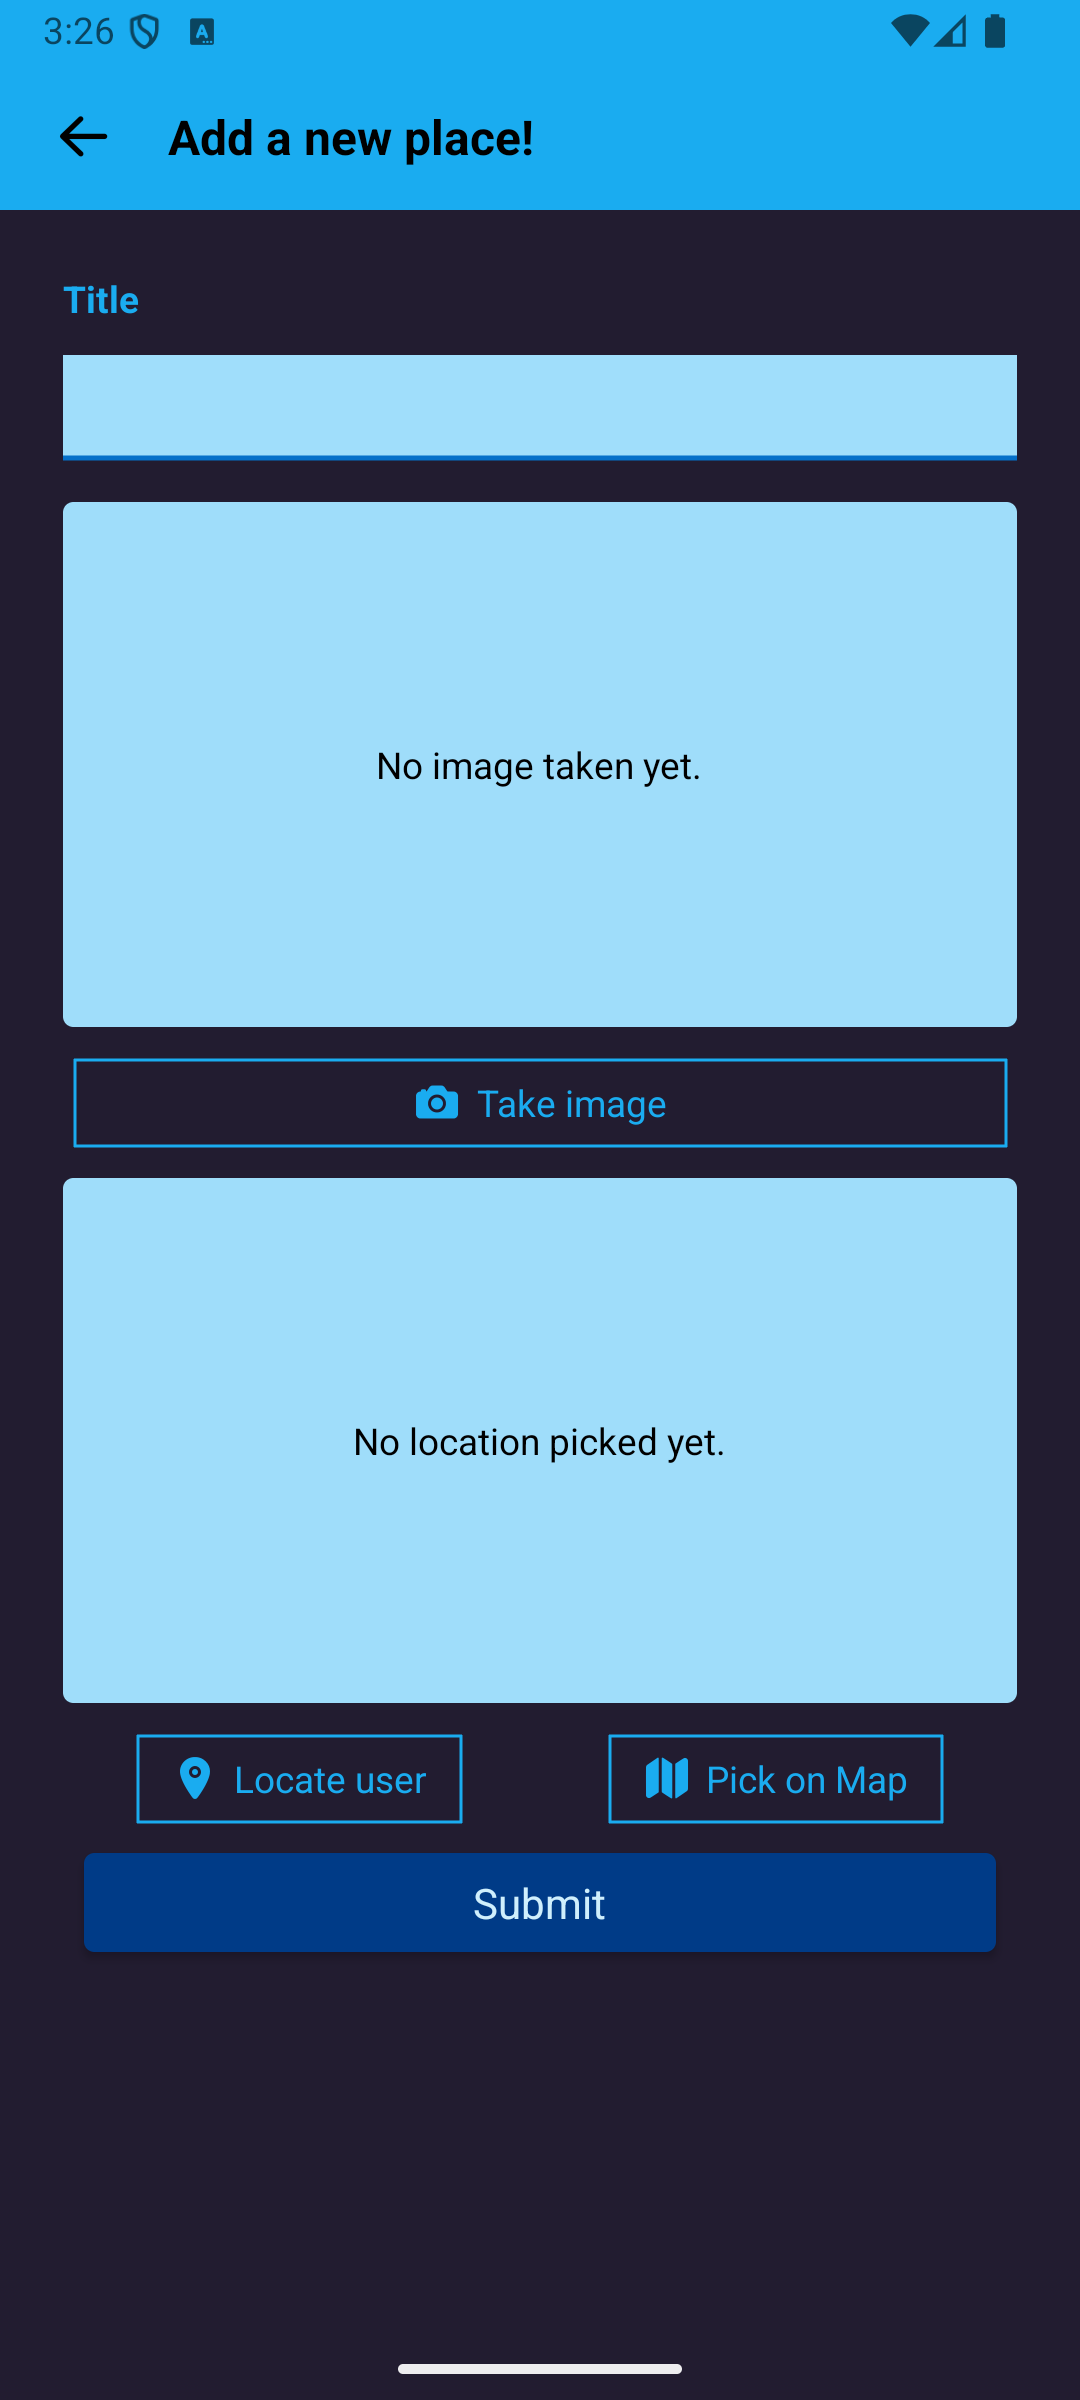 3:26
Add a new place!
Title
No image taken yet.
Take image
No location picked yet.
Locate user
Pick on Map
Submit